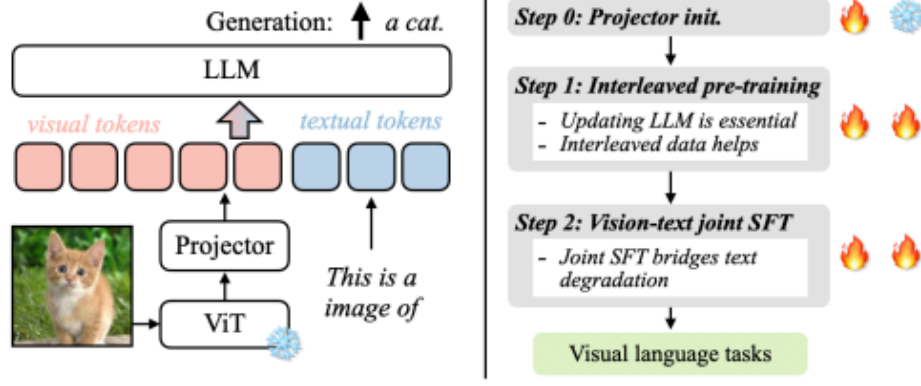 Generation: a cat.
LLM
visual tokens textual tokens
Projector
This is a
image of
ViT
Step 0: Projector init.
Step 1: Interleaved pre-training
- Updating LLM is essential
- Interleaved data helps
Step 2: Vision-text joint SFT
- Joint SFT bridges text
degradation
Visual language tasks